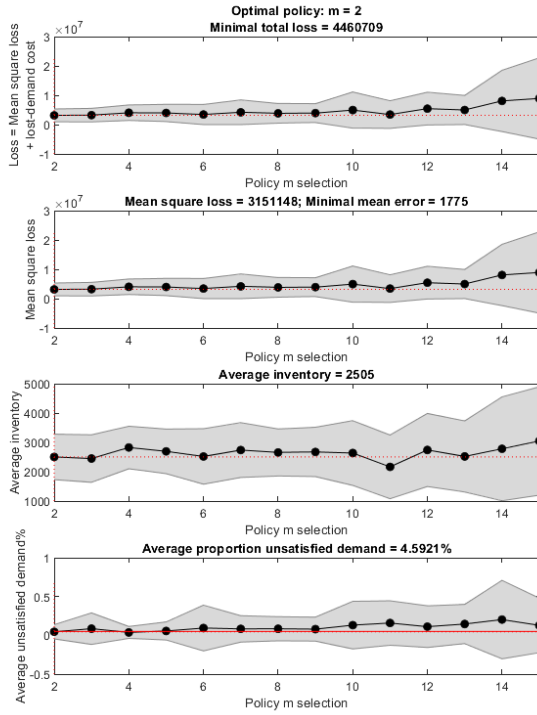 Optimal policy: m = 2
Minimal total loss = 4460709
×10^7
Loss = Mean square loss
+ lost-demand cost
3
2
1
0
-1
2 4 6 8 10 12 14
Policy m selection
Mean square loss = 3151148; Minimal mean error = 1775
×10^7
Mean square loss
3
2
1
0
-1
2 4 6 8 10 12 14
Policy m selection
Average inventory = 2505
Average inventory
5000
4000
3000
2000
1000
2 4 6 8 10 12 14
Policy m selection
Average proportion unsatisfied demand = 4.5921%
Average unsatisfied demand%
1
0.5
0
-0.5
2 4 6 8 10 12 14
Policy m selection